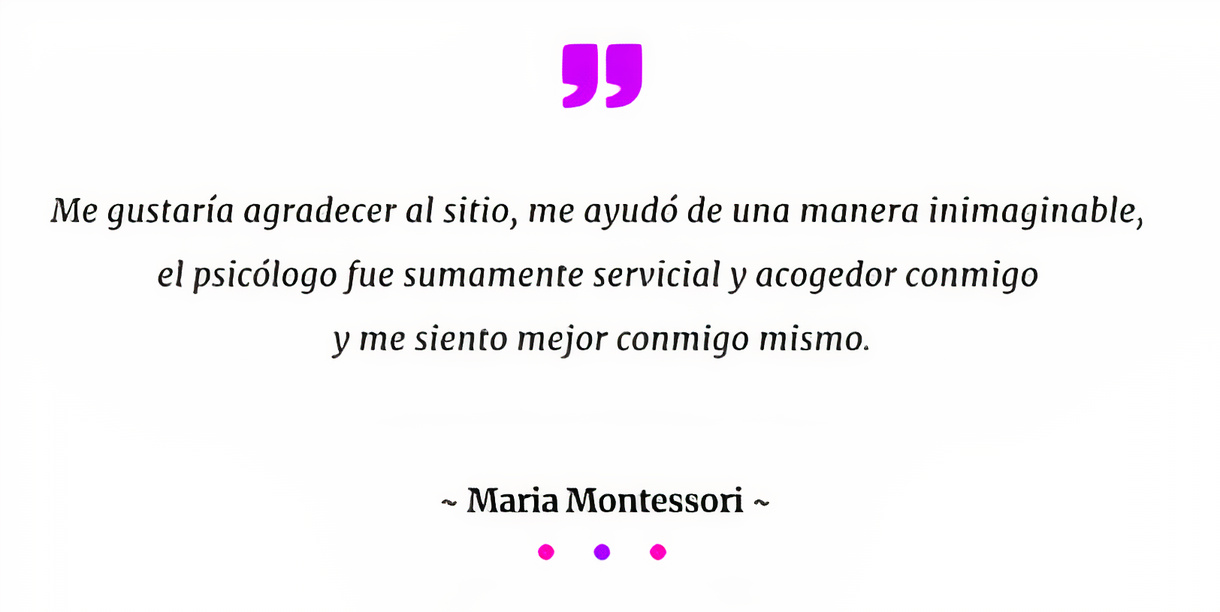 ”
Me gustaría agradecer al sitio, me ayudó de una manera inimaginable,
el psicólogo fue sumamente servicial y acogedor conmigo
y me siento mejor conmigo mismo.
~ Maria Montessori ~